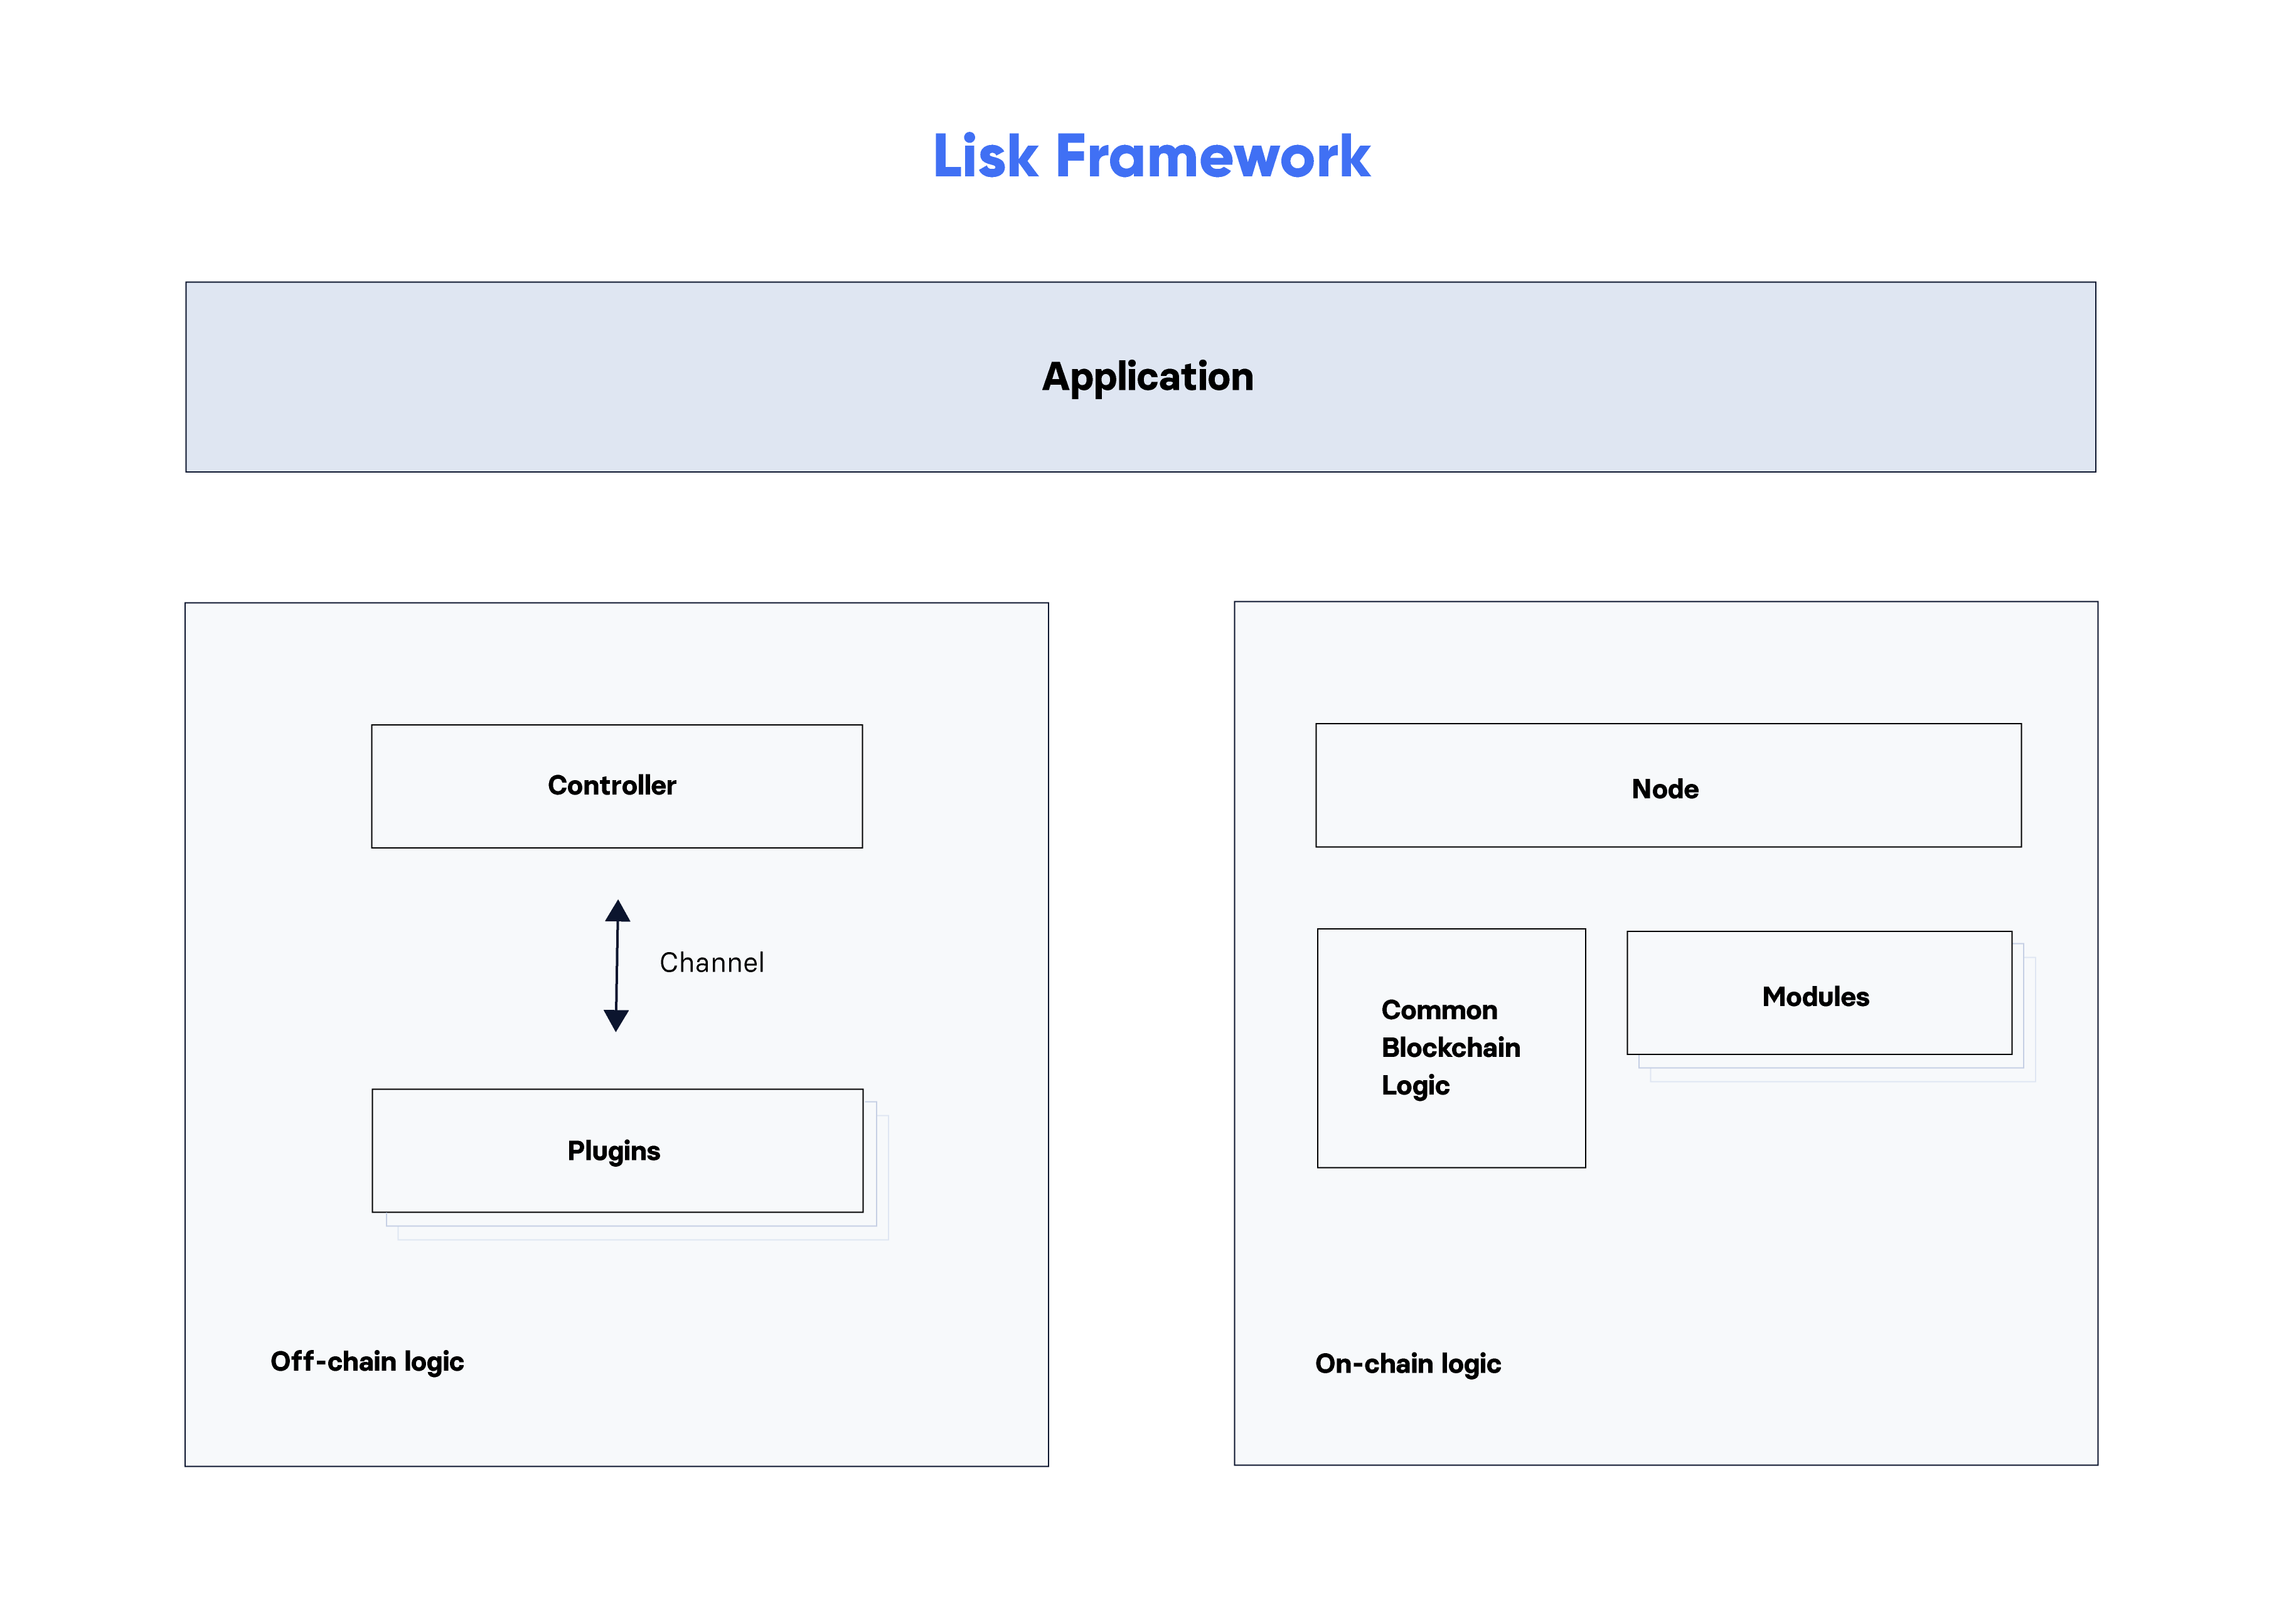 Lisk Framework
Application
Controller
Channel
Plugins
Off-chain logic
Node
Common
Blockchain
Logic
Modules
On-chain logic